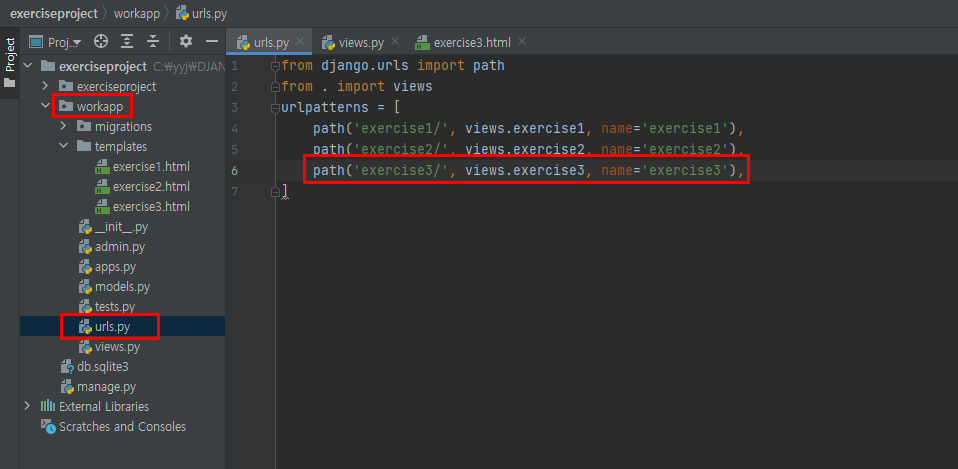 exerciseproject workapp urls.py
Project
Proj...
urls.py views.py exercise3.html
exerciseproject C:₩yyj₩DJAN
exerciseproject
workapp
migrations
templates
exercise1.html
exercise2.html
exercise3.html
__init__.py
admin.py
apps.py
models.py
tests.py
urls.py
views.py
db.sqlite3
manage.py
External Libraries
Scratches and Consoles
1 from django.urls import path
2 from . import views
3 urlpatterns = [
4 path('exercise1/', views.exercise1, name='exercise1'),
5 path('exercise2/', views.exercise2, name='exercise2'),
6 path('exercise3/', views.exercise3, name='exercise3'),
7 ]